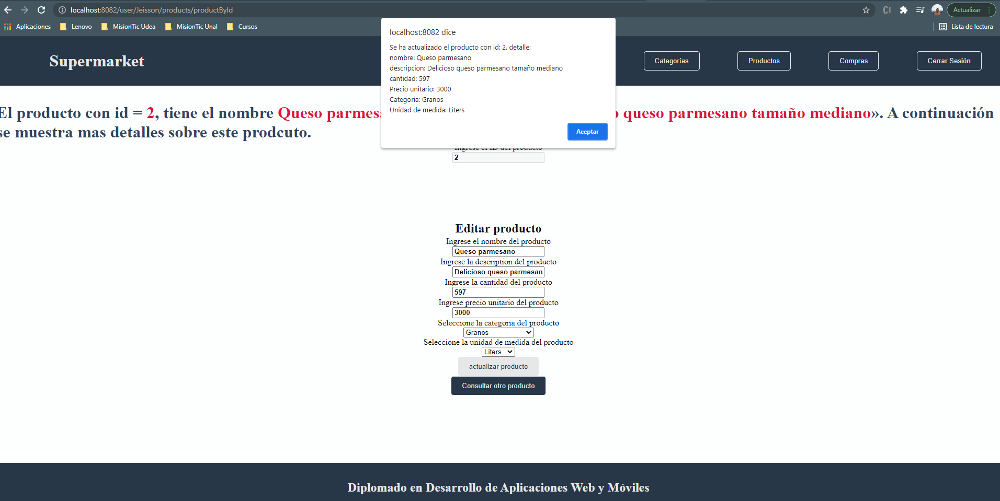 localhost:8082/user/Jeisson/products/productById
Actualizar
Aplicaciones
Lenovo
MisionTic Udea
MisionTic Unal
Cursos
Lista de lectura
localhost:8082 dice
Se ha actualizado el producto con id: 2. detalle:
nombre: Queso parmesano
descripcion: Delicioso queso parmesano tamaño mediano
cantidad: 597
Precio unitario: 3000
Categoria: Granos
Unidad de medida: Liters
Aceptar
Supermarket
Categorías
Productos
Compras
Cerrar Sesión
El producto con id = 2, tiene el nombre Queso queso parmesano tamaño mediano». A continuación
se muestra mas detalles sobre este prodcuto.
Ingrese el ID del producto
2
Editar producto
Ingrese el nombre del producto
Queso parmesano
Ingrese la description del producto
Delicioso queso parmesan
Ingrese la cantidad del producto
597
Ingrese precio unitario del producto
3000
Seleccione la categoria del producto
Granos
Seleccione la unidad de medida del producto
Liters
actualizar producto
Consultar otro producto
Diplomado en Desarrollo de Aplicaciones Web y Móviles